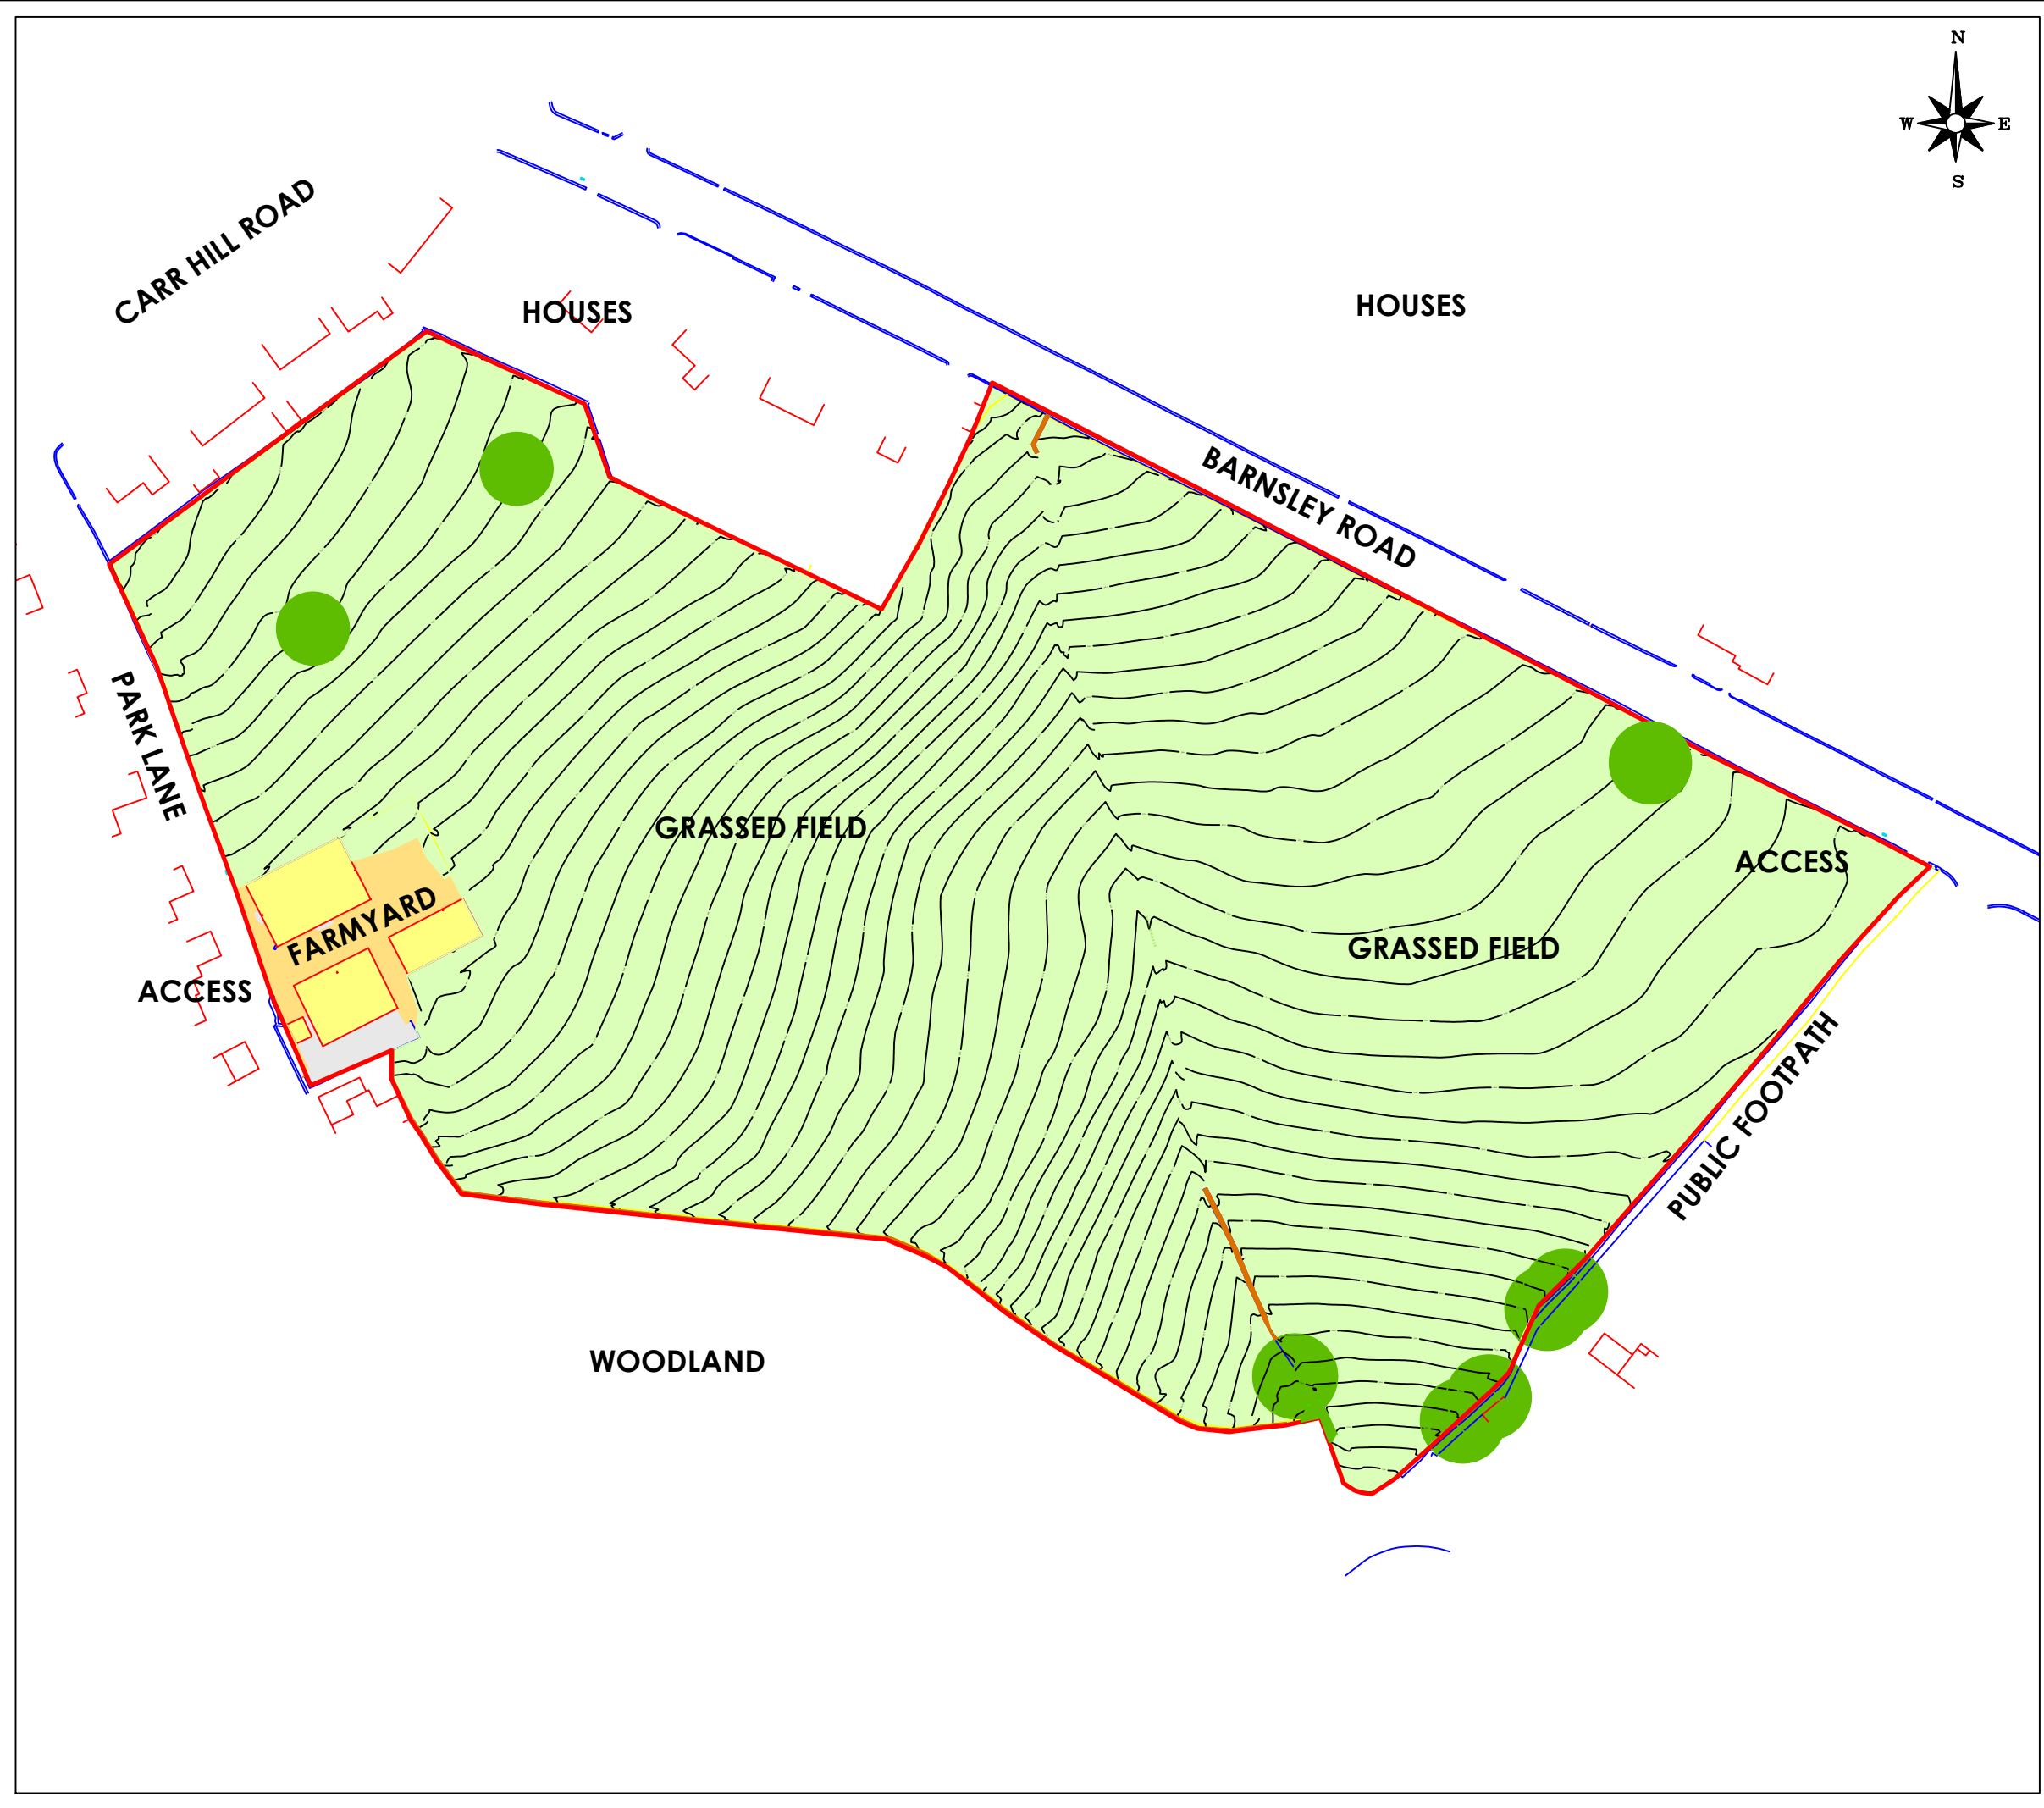 N
W E
S
CARR HILL ROAD
HOUSES
HOUSES
BARNSLEY ROAD
PARK LANE
GRASSED FIELD
ACCESS
FARMYARD
GRASSED FIELD
ACCESS
PUBLIC FOOTPATH
WOODLAND